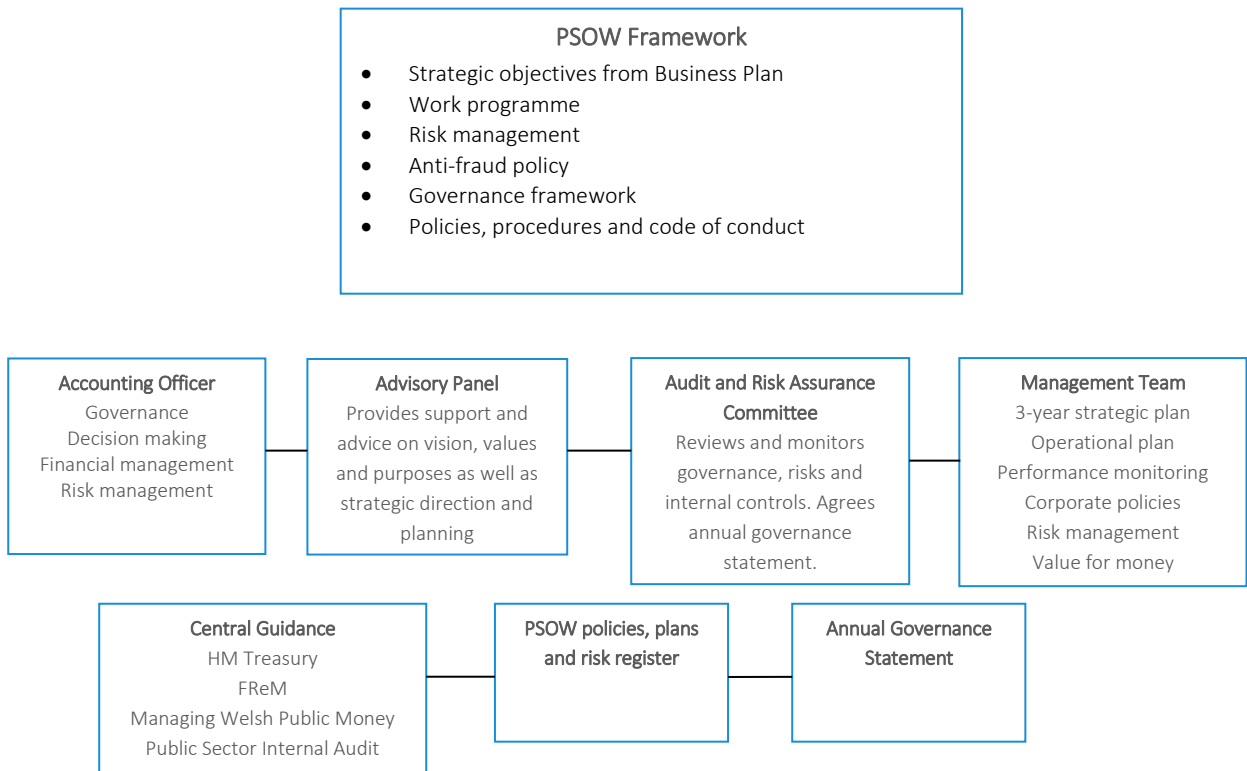 PSOW Framework
• Strategic objectives from Business Plan
• Work programme
• Risk management
• Anti-fraud policy
• Governance framework
• Policies, procedures and code of conduct
Accounting Officer
Governance
Decision making
Financial management
Risk management
Advisory Panel
Provides support and
advice on vision, values
and purposes as well as
strategic direction and
planning
Audit and Risk Assurance
Committee
Reviews and monitors
governance, risks and
internal controls. Agrees
annual governance
statement.
Management Team
3-year strategic plan
Operational plan
Performance monitoring
Corporate policies
Risk management
Value for money
Central Guidance
HM Treasury
FReM
Managing Welsh Public Money
Public Sector Internal Audit
PSOW policies, plans
and risk register
Annual Governance
Statement